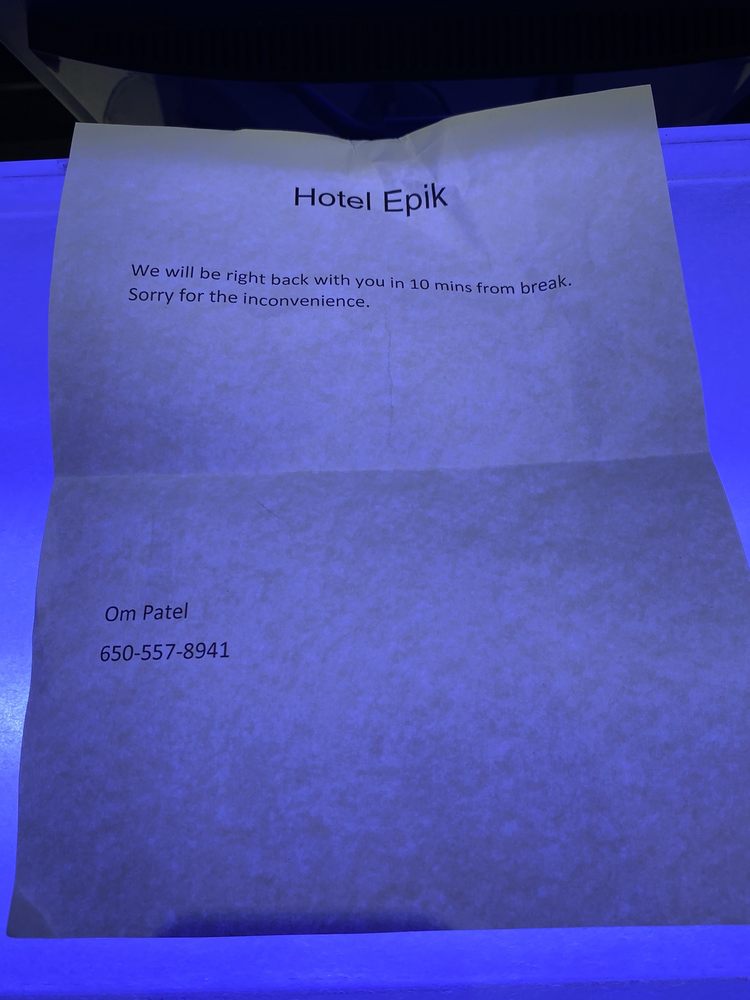 Hotel Epik
We will be right back with you in 10 mins from break.
Sorry for the inconvenience.
Om Patel
650-557-8941